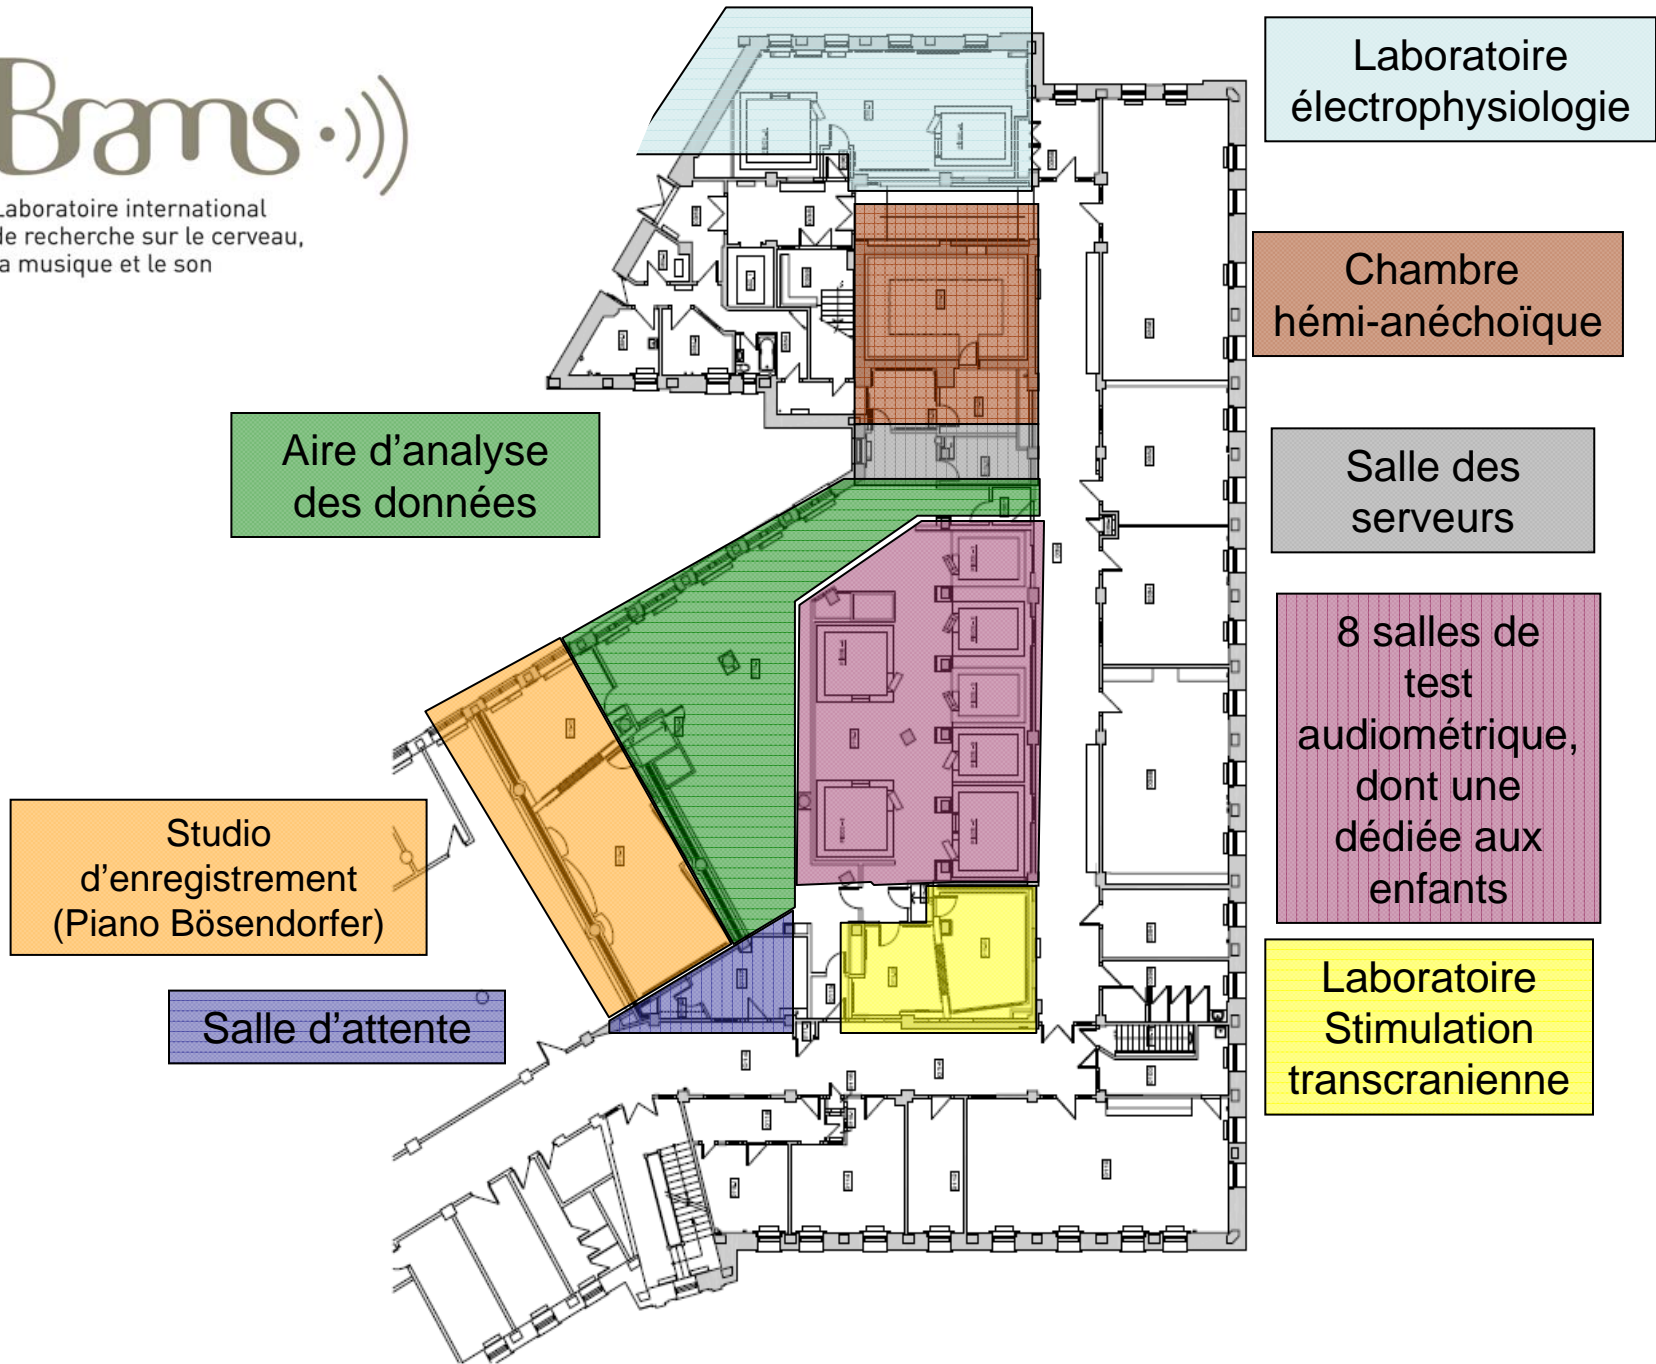 Brams
Laboratoire international
de recherche sur le cerveau,
la musique et le son
Laboratoire
électrophysiologie
Chambre
hémi-anéchoïque
Aire d'analyse
des données
Salle des
serveurs
8 salles de
test
audiométrique,
dont une
dédiée aux
enfants
Studio
d'enregistrement
(Piano Bösendorfer)
Salle d'attente
Laboratoire
Stimulation
transcranienne